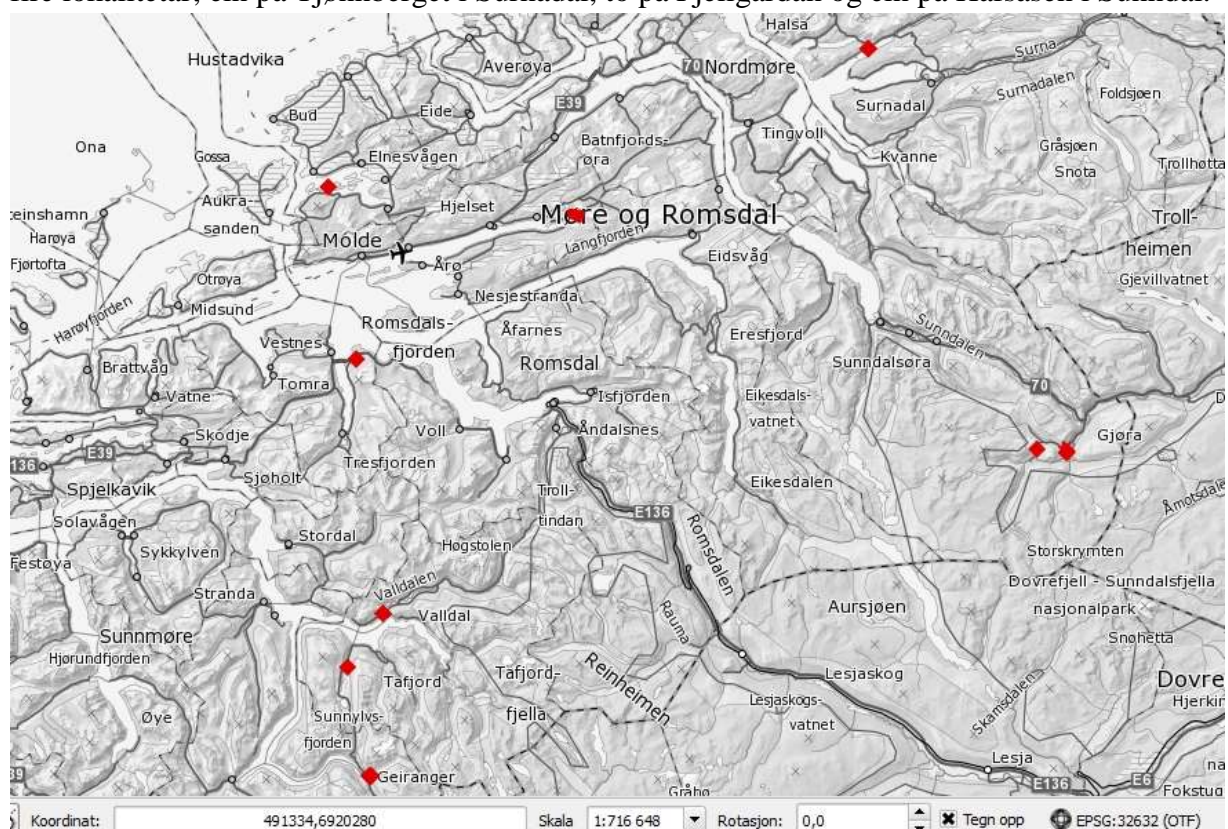 Hustadvika
Averøya
Halsa
70 Nordmøre
Surna
Surnadalen
Foldsjøen
Bud
Eide
E39
Surnadal
Ona
Gossa
Elnesvågen
Batnfjords-
øra
Tingvoll
Kvanne
Gråsjøen
Snota
Trollhøtta
Aukra-
sanden
Hjelset
Møre og Romsdal
Troll-
heimen
teinshamn
Harøya
Fjørtofta
Molde
Langfjorden
Eidsvåg
Gjevillvatnet
Otrøya
Årø
Midsund
Nesjestranda
Harøyfjorden
Romsdals-
fjorden
Åfarnes
Eresfjord
Sunndalen
Vestnes
Romsdal
Sunndalsøra
Brattvåg
Tomra
Vatne
Isfjorden
Eikesdals-
vatnet
70
Skodje
Voll
Åndalsnes
Gjøra
136
E39
Tresfjorden
Sjøholt
Spjelkavik
Troll-
tindan
Eikesdalen
Åmotsdalen
Solavågen
E136
Festøya
Sykkylven
Stordal
Høgstolen
Romsdalen
Storskrymten
Valldalen
Dovrefjell - Sunndalsfjella
nasjonalpark
Stranda
Valldal
Rauma
Aursjøen
Sunnmøre
Snøhetta
Hjørundfjorden
Tafjord
Tafjord-
fjella
Reinheimen
Lesjaskog
Dovre
Hjerkin
Øye
Sunnylvs-
fjorden
Lesjaskogs-
vatnet
Skamsdalen
Lesja
39
Geiranger
Gråhø
E136
E6
Fokstug
Koordinat: 491334,6920280 Skala 1:716 648 Rotasjon: 0,0 Tegn opp EPSG:32632 (OTF)